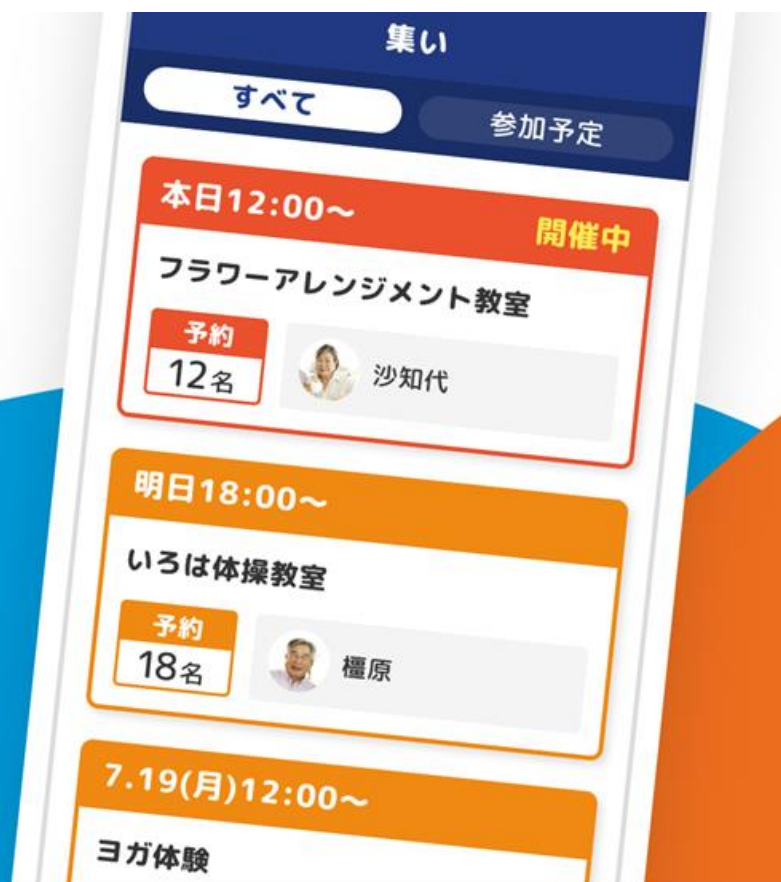 集い
すべて
参加予定
本日12:00〜
開催中
フラワーアレンジメント教室
予約
12名
沙知代
明日18:00〜
いろは体操教室
予約
18名
橿原
7.19(月)12:00〜
ヨガ体験